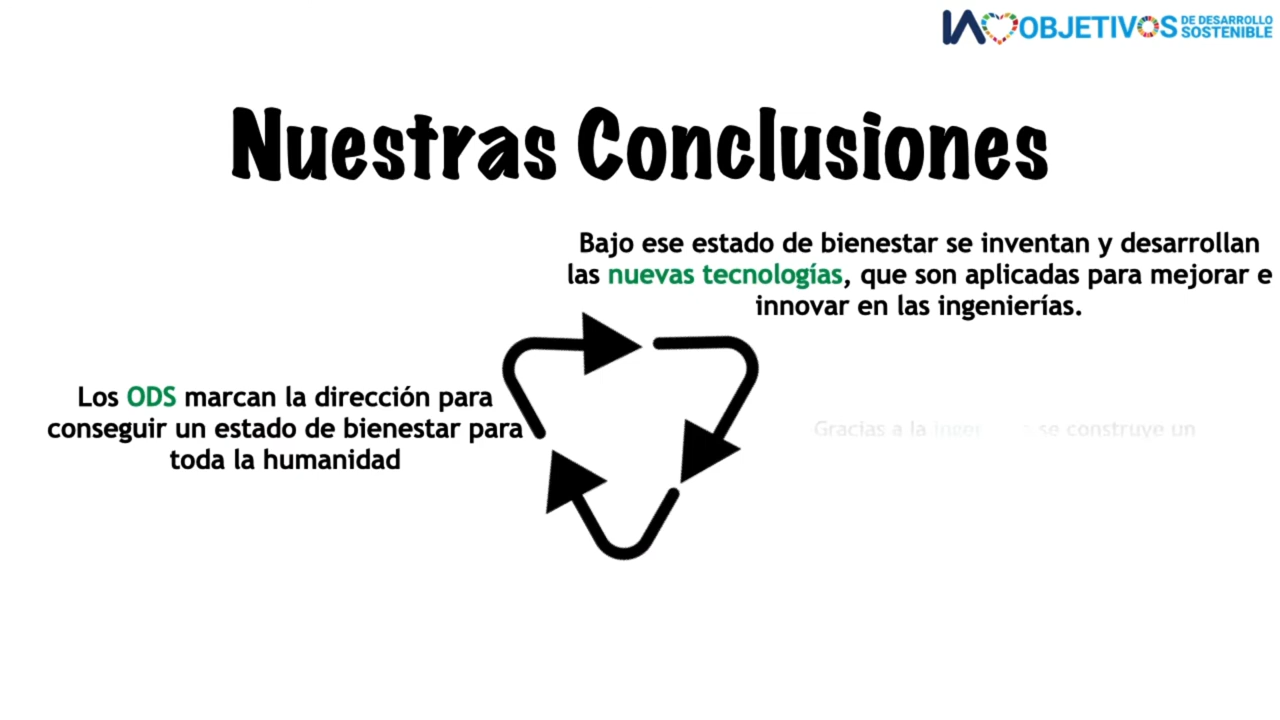 IA OBJETIVOS DE DESARROLLO
SOSTENIBLE
Nuestras Conclusiones
Bajo ese estado de bienestar se inventan y desarrollan
las nuevas tecnologías, que son aplicadas para mejorar e
innovar en las ingenierías.
Los ODS marcan la dirección para
conseguir un estado de bienestar para
toda la humanidad
Gracias a la se construye un